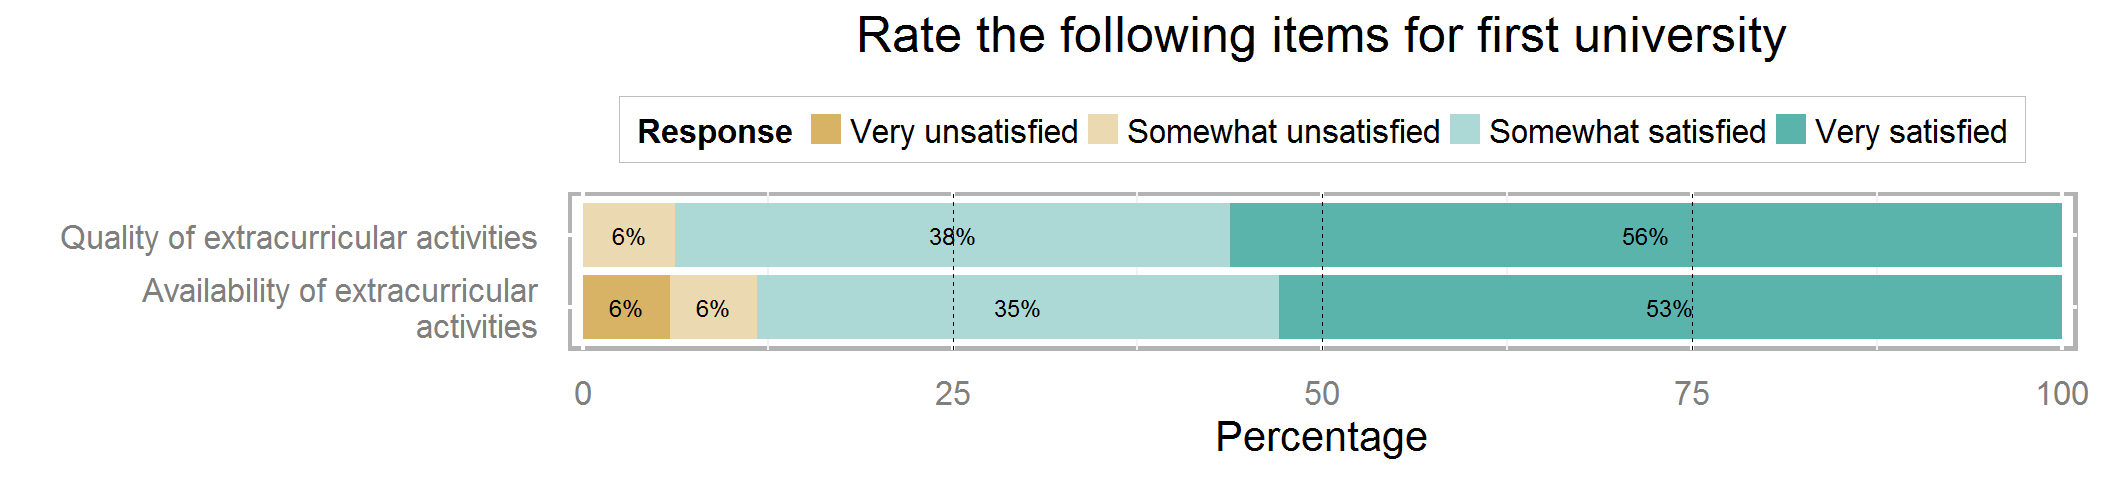 Rate the following items for first university
Response Very unsatisfied Somewhat unsatisfied Somewhat satisfied Very satisfied
Quality of extracurricular activities 6% 38% 56%
Availability of extracurricular
activities
6% 6% 35% 53%
0 25 50 75 100
Percentage